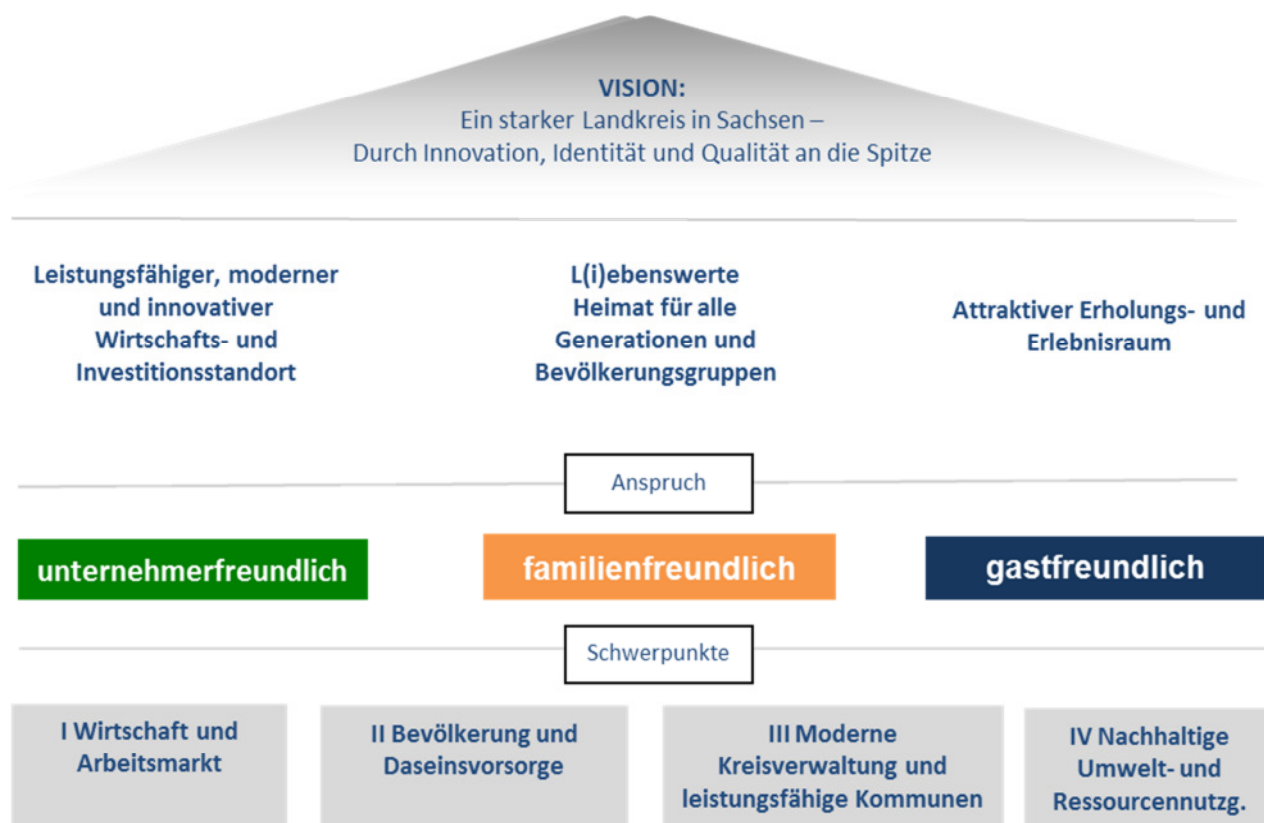 VISION:
Ein starker Landkreis in Sachsen –
Durch Innovation, Identität und Qualität an die Spitze
Leistungsfähiger, moderner
und innovativer
Wirtschafts- und
Investitionsstandort
L(i)ebenswerte
Heimat für alle
Generationen und
Bevölkerungsgruppen
Attraktiver Erholungs- und
Erlebnisraum
Anspruch
unternehmerfreundlich
familienfreundlich
gastfreundlich
Schwerpunkte
I Wirtschaft und
Arbeitsmarkt
II Bevölkerung und
Daseinsvorsorge
III Moderne
Kreisverwaltung und
leistungsfähige Kommunen
IV Nachhaltige
Umwelt- und
Ressourcennutzg.